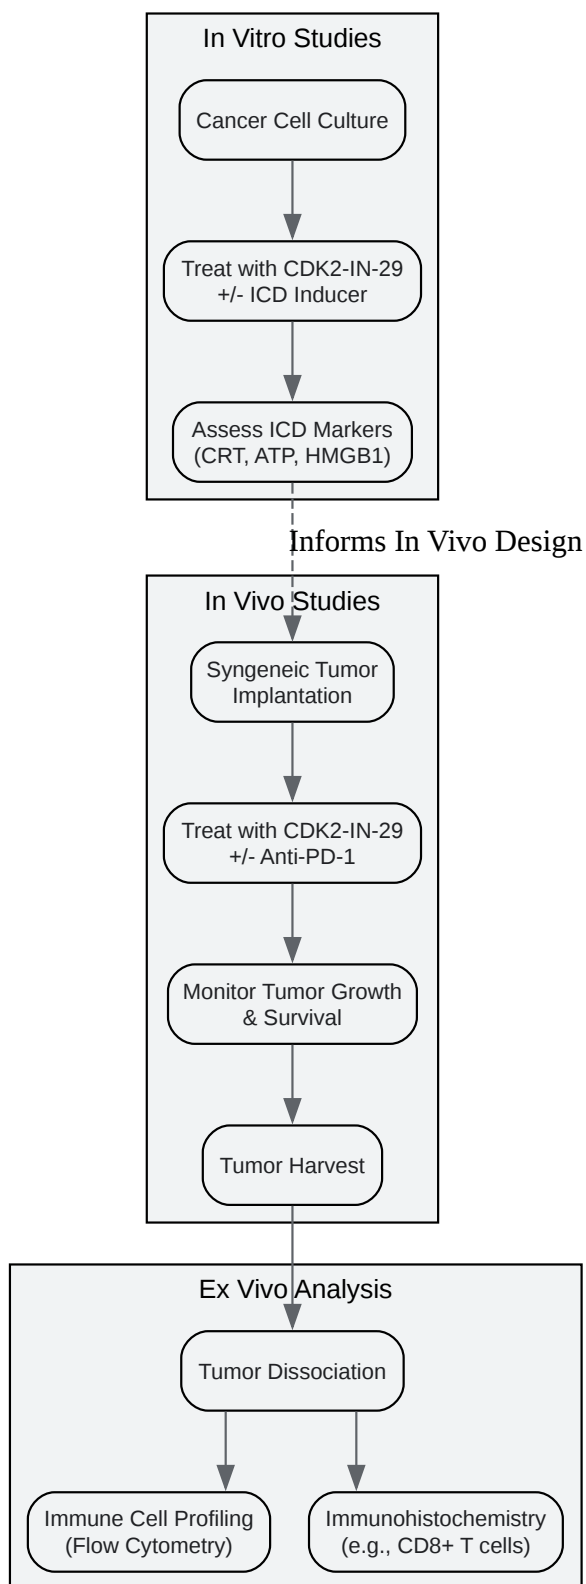 In Vitro Studies
Cancer Cell Culture
Treat with CDK2-IN-29
+/- ICD Inducer
Assess ICD Markers
(CRT, ATP, HMGB1)
Informs In Vivo Design
In Vivo Studies
Syngeneic Tumor
Implantation
Treat with CDK2-IN-29
+/- Anti-PD-1
Monitor Tumor Growth
& Survival
Tumor Harvest
Ex Vivo Analysis
Tumor Dissociation
Immune Cell Profiling
(Flow Cytometry)
Immunohistochemistry
(e.g., CD8+ T cells)